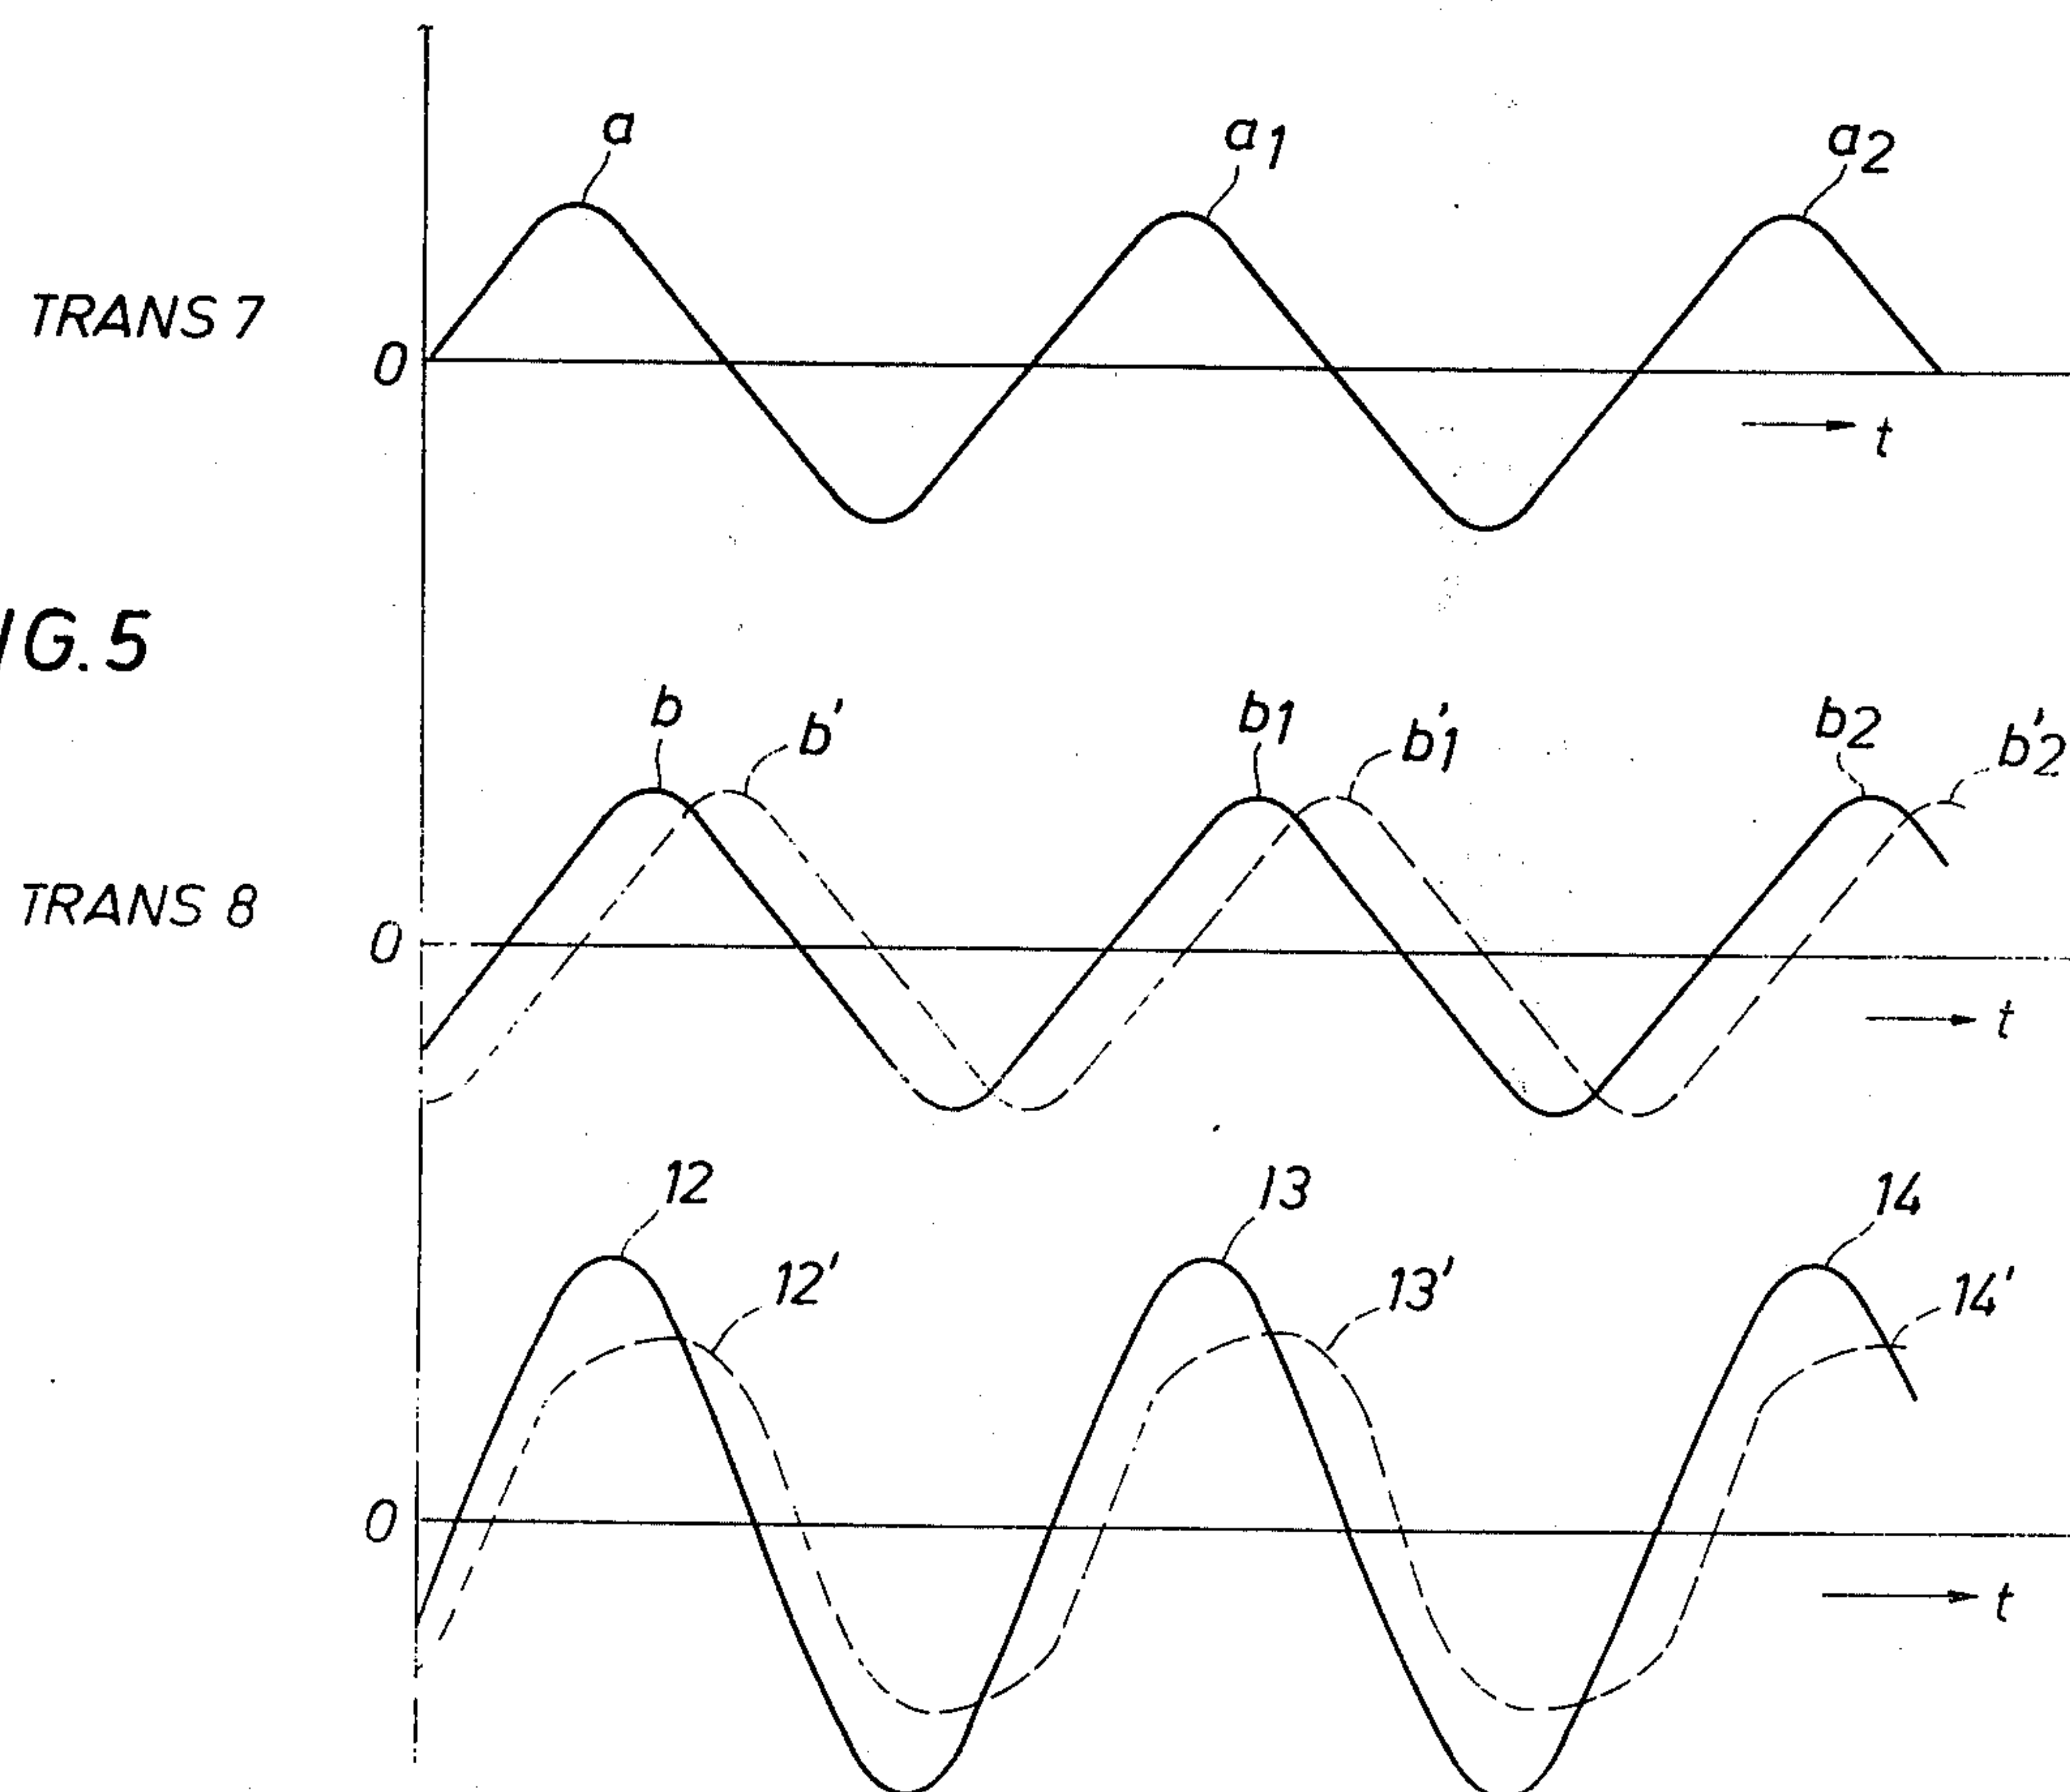 a a1 a2
TRANS 7
0
t
IG.5
b b' b1 b'1 b2 b'2
TRANS 8
0
t
12 13 14
12' 13' 14'
0
t